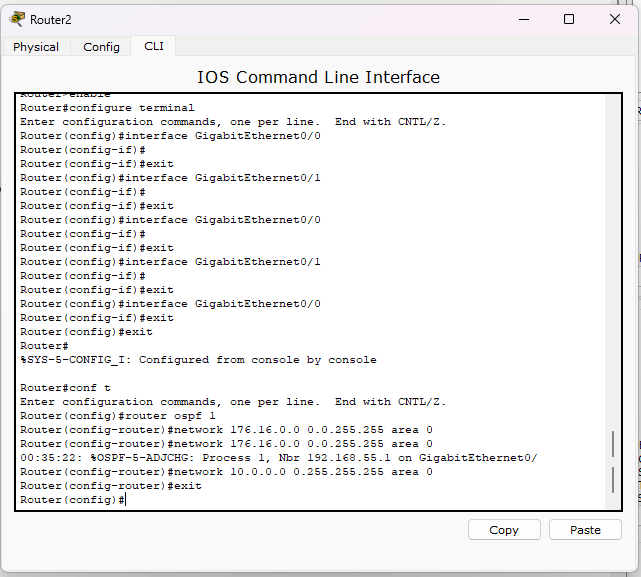 Router2
Physical Config CLI
IOS Command Line Interface
Router>enable
Router#configure terminal
Enter configuration commands, one per line.  End with CNTL/Z.
Router(config)#interface GigabitEthernet0/0
Router(config-if)#
Router(config-if)#exit
Router(config)#interface GigabitEthernet0/1
Router(config-if)#
Router(config-if)#exit
Router(config)#interface GigabitEthernet0/0
Router(config-if)#
Router(config-if)#exit
Router(config)#interface GigabitEthernet0/1
Router(config-if)#
Router(config-if)#exit
Router(config)#interface GigabitEthernet0/0
Router(config-if)#exit
Router(config)#exit
Router#
%SYS-5-CONFIG_I: Configured from console by console
Router#conf t
Enter configuration commands, one per line.  End with CNTL/Z.
Router(config)#router ospf 1
Router(config-router)#network 176.16.0.0 0.0.255.255 area 0
Router(config-router)#network 176.16.0.0 0.0.255.255 area 0
00:35:22: %OSPF-5-ADJCHG: Process 1, Nbr 192.168.55.1 on GigabitEthernet0/
Router(config-router)#network 10.0.0.0 0.255.255.255 area 0
Router(config-router)#exit
Router(config)#
Copy Paste